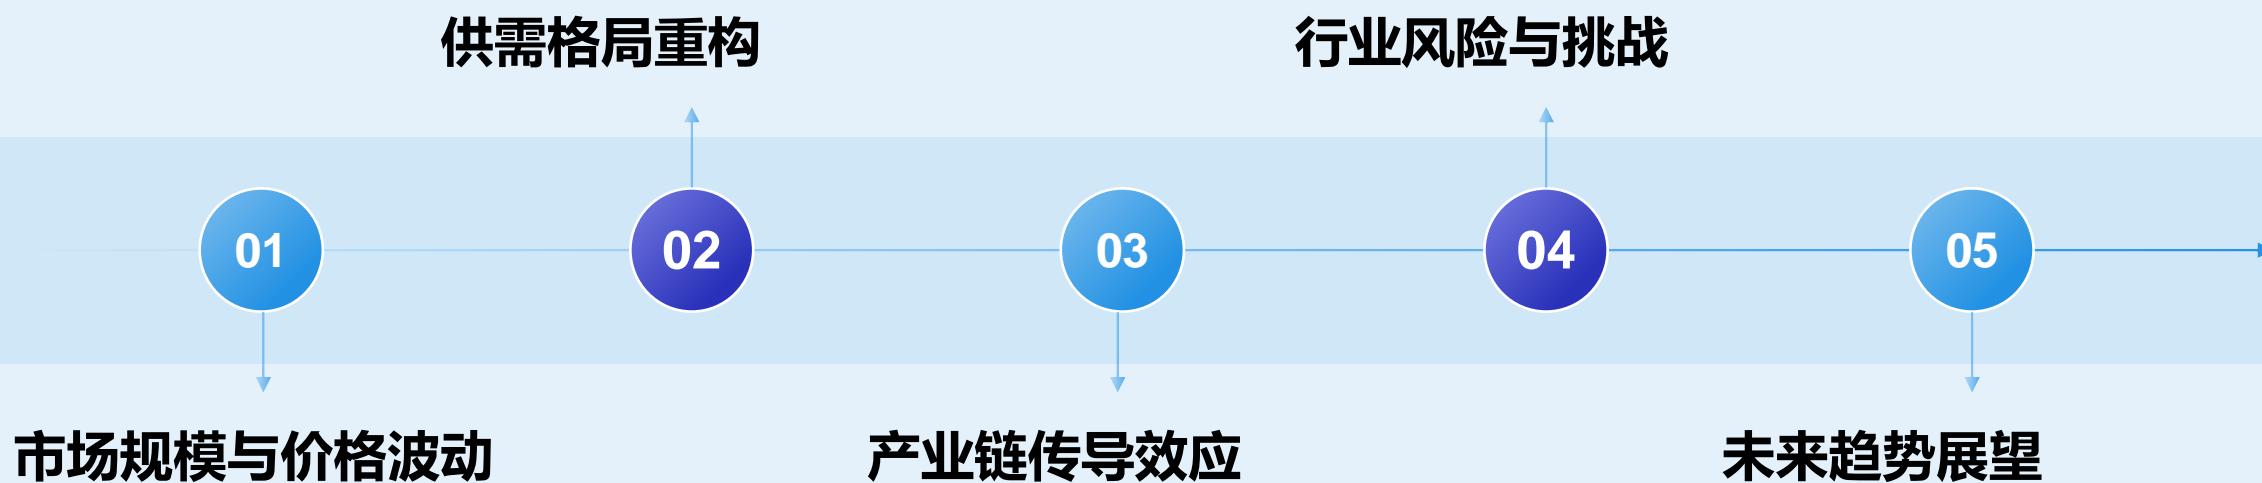 供需格局重构
行业风险与挑战
01
02
03
04
05
市场规模与价格波动
产业链传导效应
未来趋势展望